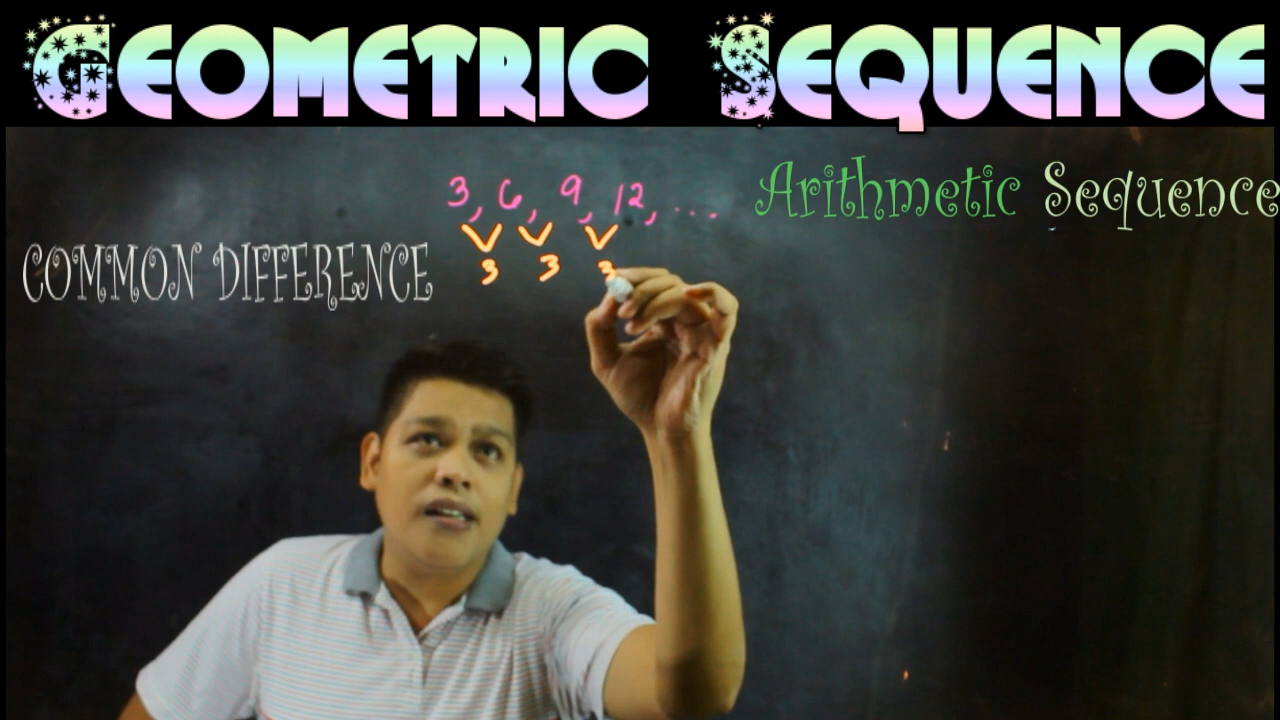 GEOMETRIC SEQUENCE
3, 6, 9, 12, ... Arithmetic Sequence
COMMON DIFFERENCE 3 3 3